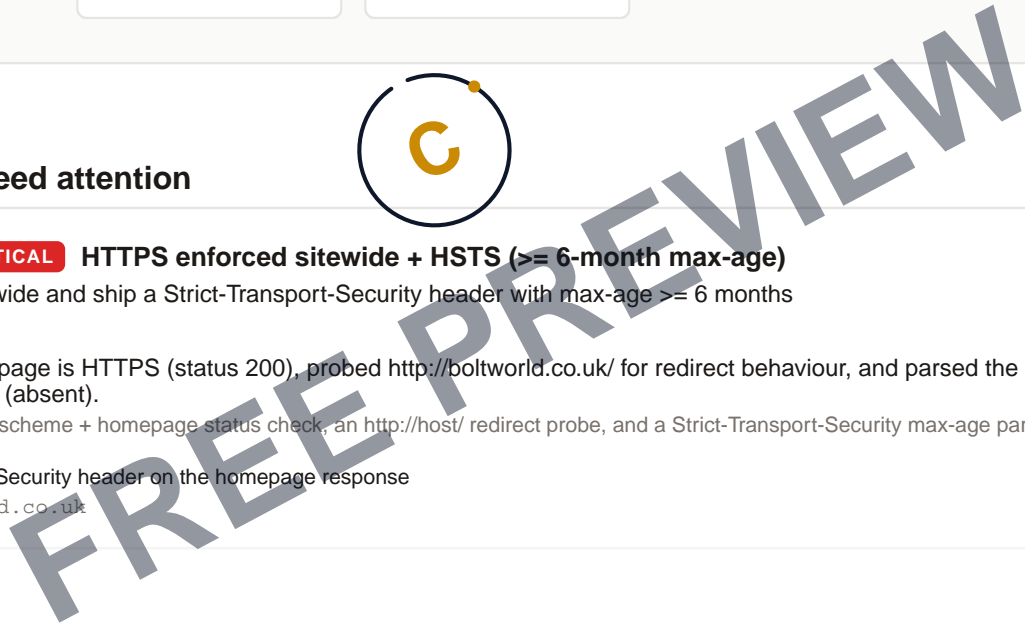 C
eed attention
TICAL HTTPS enforced sitewide + HSTS (>= 6-month max-age)
wide and ship a Strict-Transport-Security header with max-age >= 6 months
page is HTTPS (status 200), probed http://boltworld.co.uk/ for redirect behaviour, and parsed the
(absent).
scheme + homepage status check, an http://host/ redirect probe, and a Strict-Transport-Security max-age par
Security header on the homepage response
d.co.uk
FREE PREVIEW